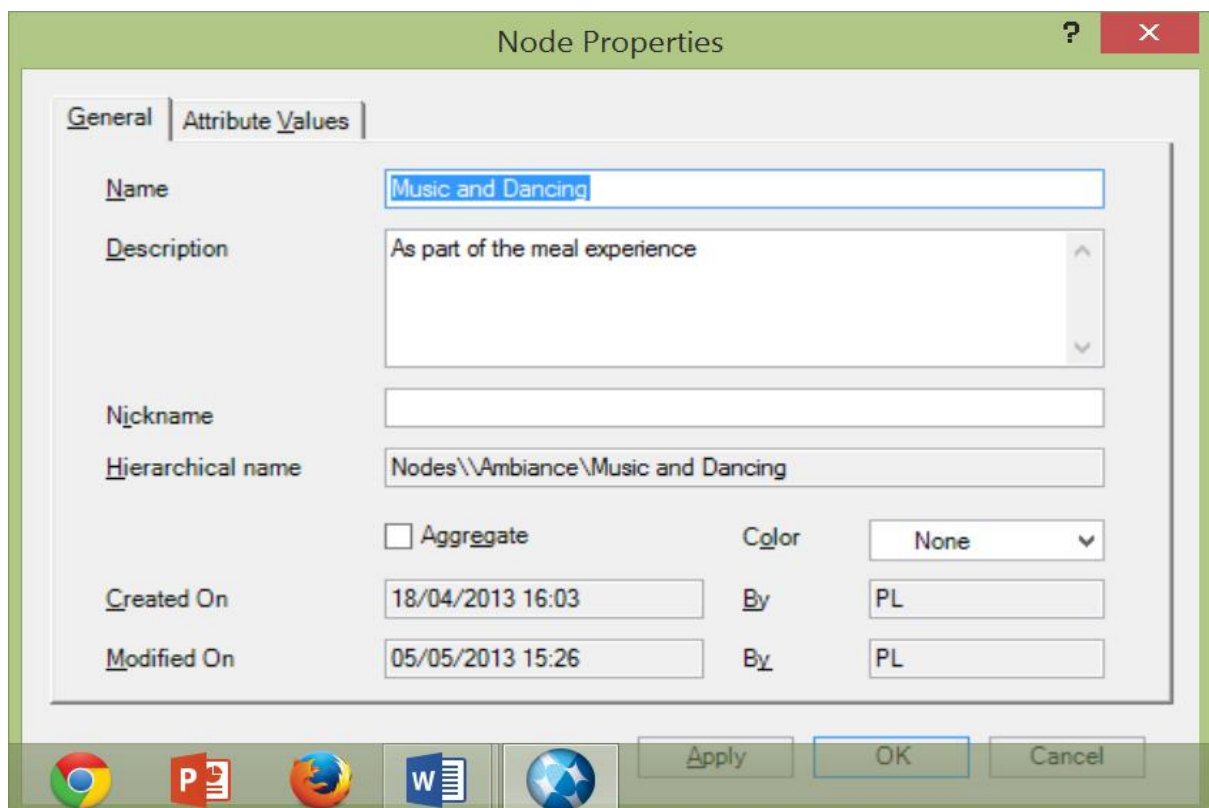 Node Properties ?
General Attribute Values
Name Music and Dancing
Description As part of the meal experience
Nickname
Hierarchical name Nodes\\Ambiance\Music and Dancing
Aggregate Color None
Created On 18/04/2013 16:03 By PL
Modified On 05/05/2013 15:26 By PL
Apply OK Cancel
P W